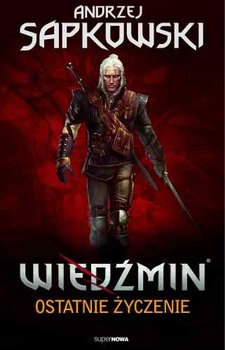 ANDRZEJ
SAPKOWSKI
WIEDŹMIN®
OSTATNIE ŻYCZENIE
superNOWA